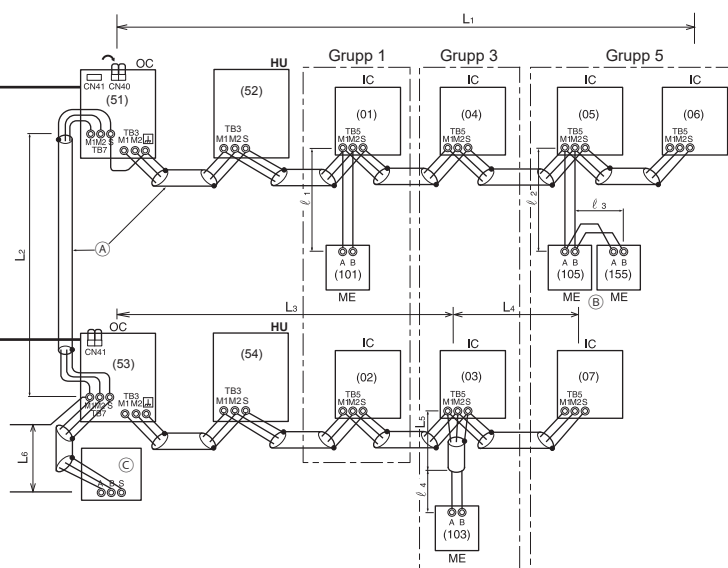 L1
Grupp 1
Grupp 3
Grupp 5
OC
HU
IC
IC
IC
IC
CN41
CN40
(51)
(52)
(01)
(04)
(05)
(06)
M1M2 S
TB7
TB3
M1M2
TB3
M1M2 S
TB5
M1M2S
TB5
M1M2S
TB5
M1M2S
TB5
M1M2S
ℓ1
ℓ2
ℓ3
L2
A
A B
(101)
ME
A B
(105)
ME
B
A B
(155)
ME
L3
L4
OC
HU
IC
IC
IC
CN41
(53)
(54)
(02)
(03)
(07)
M1M2 S
TB7
TB3
M1M2
TB3
M1M2 S
TB5
M1M2S
TB5
M1M2S
TB5
M1M2S
L5
L6
C
A B S
ℓ4
A B
(103)
ME